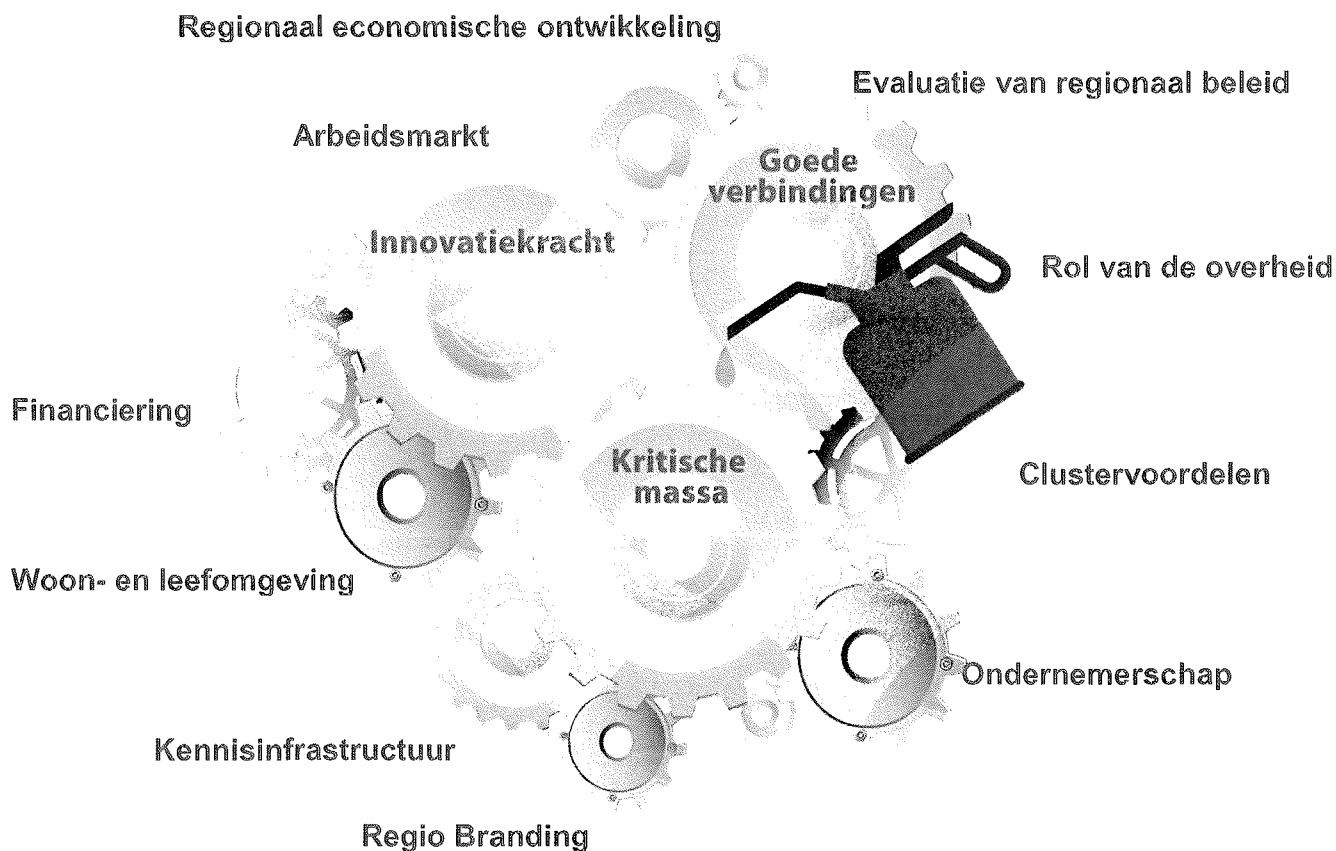 Regionaal economische ontwikkeling
Evaluatie van regionaal beleid
Arbeidsmarkt
Goede
verbindingen
Innovatiekracht
Rol van de overheid
Financiering
Kritische
massa
Clustervoordelen
Woon- en leefomgeving
Ondernemerschap
Kennisinfrastructuur
Regio Branding